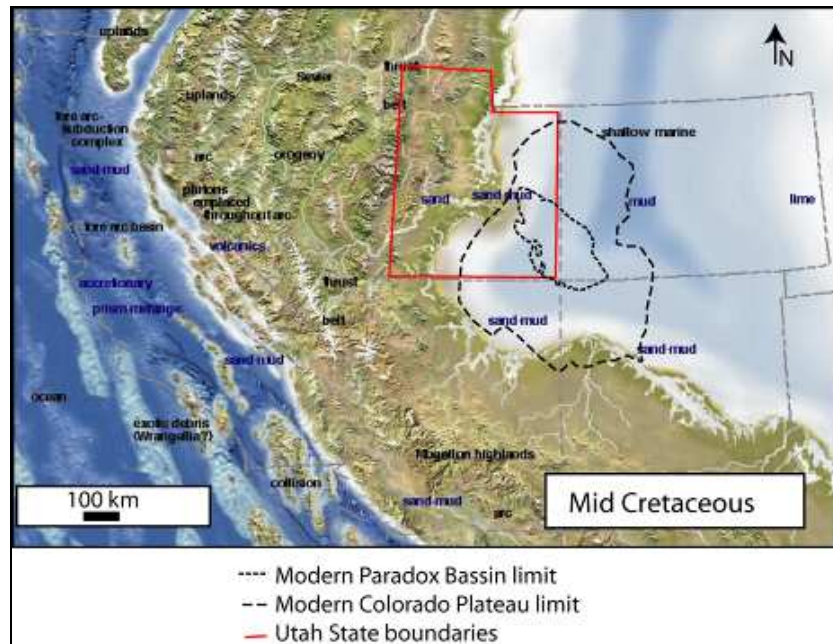 uplands
N
thrust
Sevier
uplands
belt
fore arc-
subduction
complex
shallow marine
sand-mud
arc
orogeny
plutons
emplaced
throughout arc
sand
sand-mud
mud
lime
fore arc basin
volcanics
accretionary
prism-mélange
thrust
belt
sand-mud
sand-mud
sand-mud
ocean
exotic debris
(Wrangellia?)
Mogollon highlands
collision
sand-mud
arc
100 km
Mid Cretaceous
Modern Paradox Bassin limit
Modern Colorado Plateau limit
Utah State boundaries